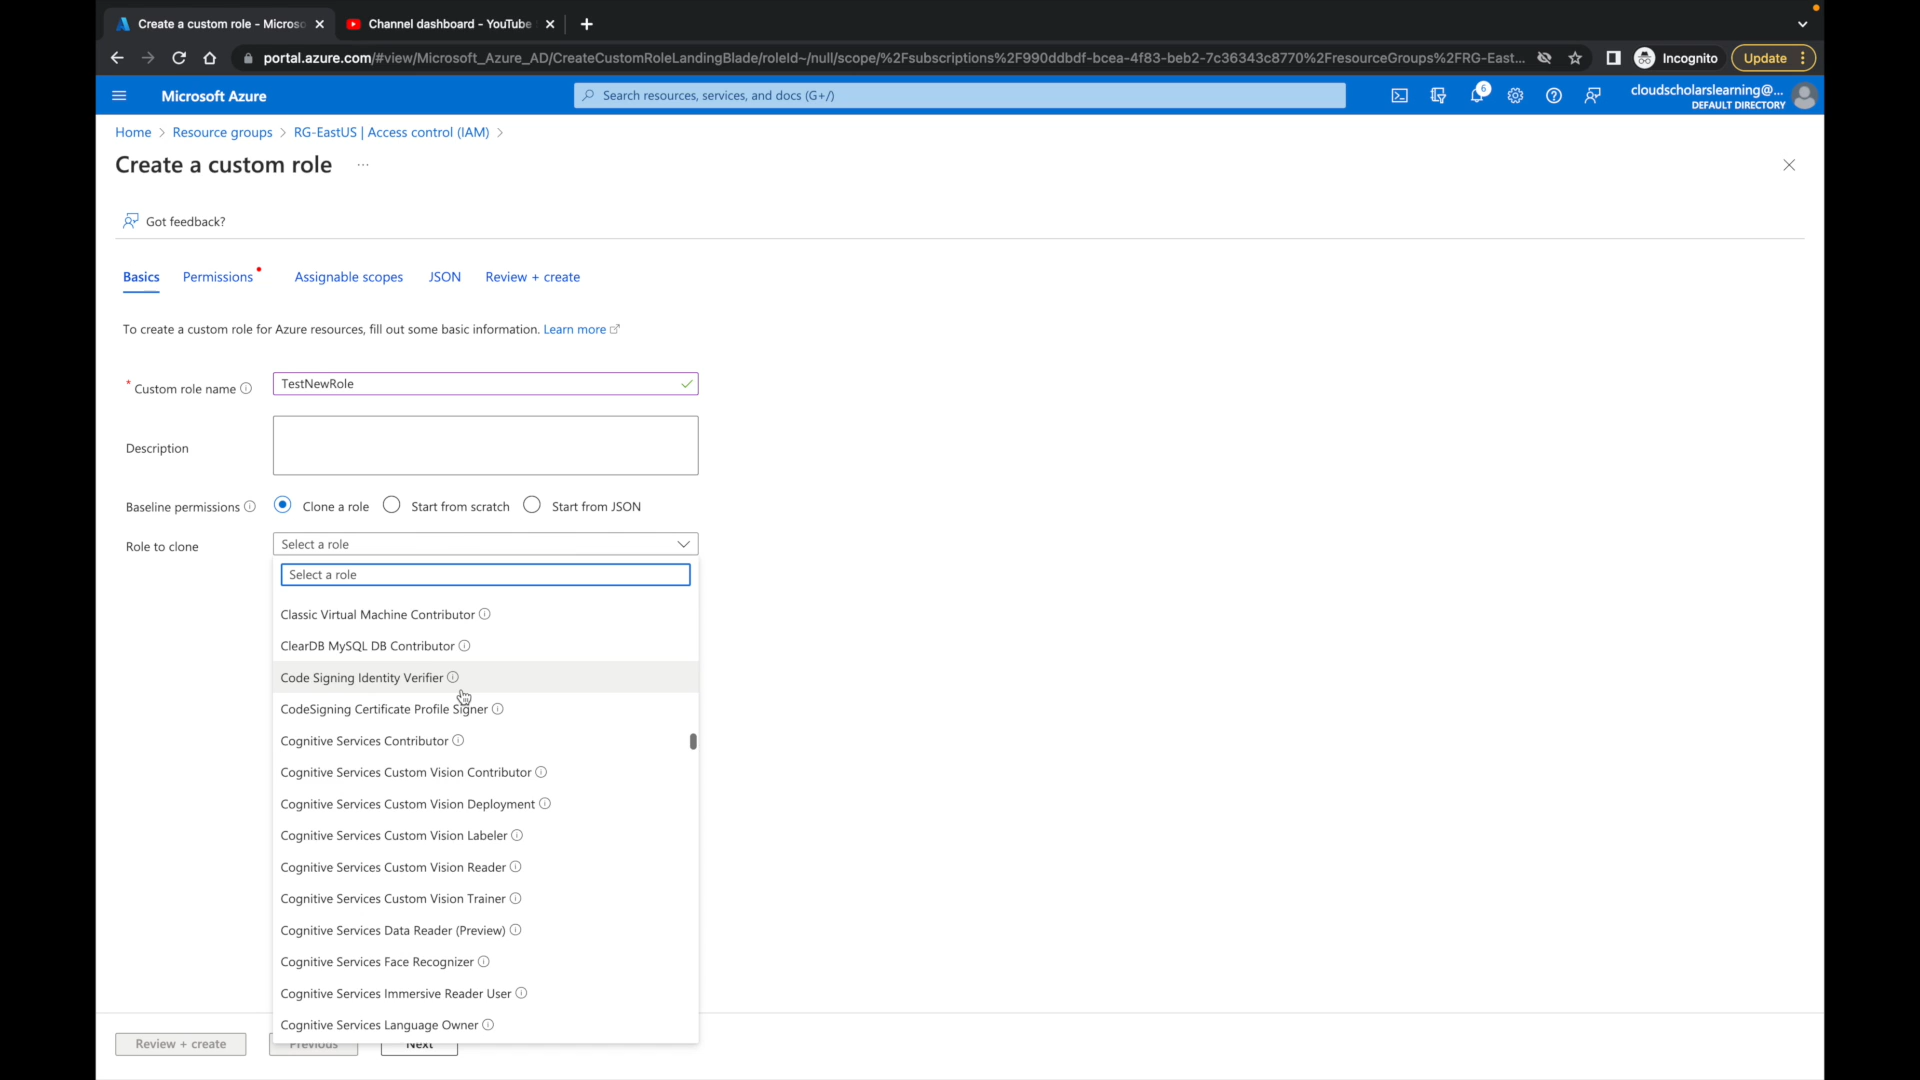 Create a custom role - Microso
Channel dashboard - YouTube
portal.azure.com/#view/Microsoft_Azure_AD/CreateCustomRoleLandingBlade/roleId~/null/scope/%2Fsubscriptions%2F990ddbdf-bcea-4f83-beb2-7c36343c8770%2FresourceGroups%2FRG-East...
Incognito
Update
Microsoft Azure
Search resources, services, and docs (G+/)
6
cloudscholarslearning@...
DEFAULT DIRECTORY
Home > Resource groups > RG-EastUS | Access control (IAM) >
Create a custom role ...
Got feedback?
Basics Permissions Assignable scopes JSON Review + create
To create a custom role for Azure resources, fill out some basic information. Learn more
* Custom role name TestNewRole
Description
Baseline permissions Clone a role Start from scratch Start from JSON
Role to clone Select a role
Select a role
Classic Virtual Machine Contributor
ClearDB MySQL DB Contributor
Code Signing Identity Verifier
CodeSigning Certificate Profile Signer
Cognitive Services Contributor
Cognitive Services Custom Vision Contributor
Cognitive Services Custom Vision Deployment
Cognitive Services Custom Vision Labeler
Cognitive Services Custom Vision Reader
Cognitive Services Custom Vision Trainer
Cognitive Services Data Reader (Preview)
Cognitive Services Face Recognizer
Cognitive Services Immersive Reader User
Cognitive Services Language Owner
Review + create Previous Next